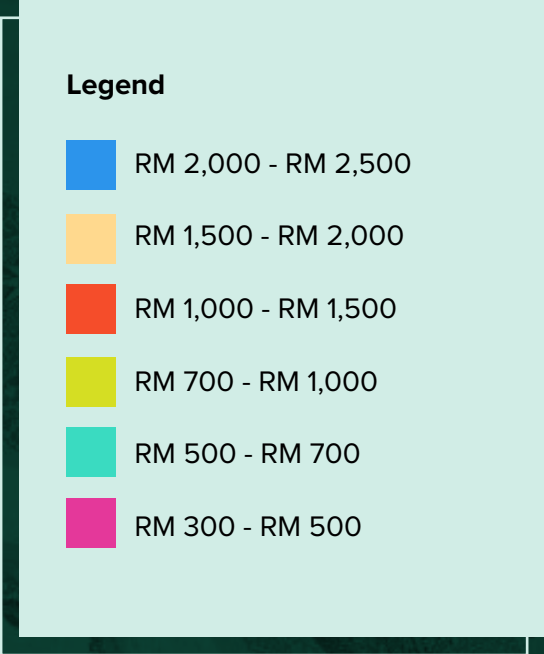 Legend
RM 2,000 - RM 2,500
RM 1,500 - RM 2,000
RM 1,000 - RM 1,500
RM 700 - RM 1,000
RM 500 - RM 700
RM 300 - RM 500